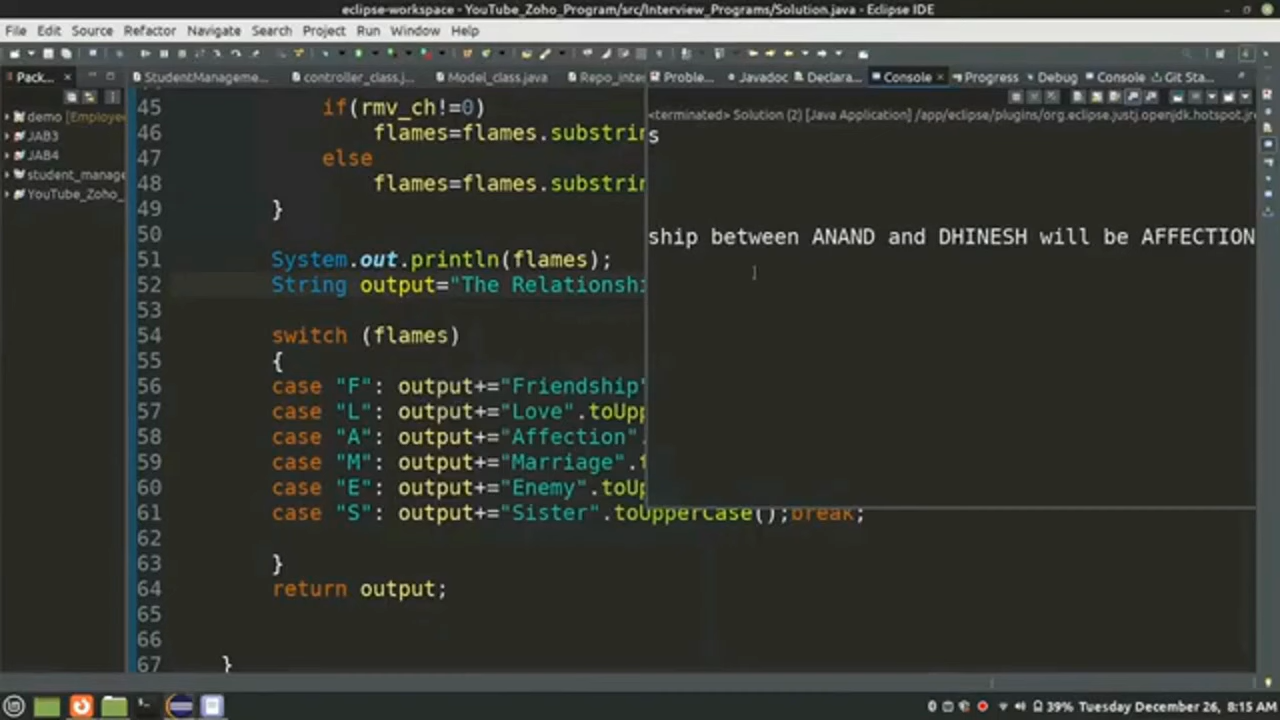 eclipse-workspace - YouTube_Zoho_Program/src/Interview_Programs/Solution.java - Eclipse IDE
File Edit Source Refactor Navigate Search Project Run Window Help
Pack... StudentManageme... controller_class.j... Model_class.java Repo_inte Proble... Javadoc Declara... Console Progress Debug Console Git Sta...
demo [Employee
JAB3
JAB4
student_manage
YouTube_Zoho_
45 if(rmv_ch!=0)
46 flames=flames.substrin
47 else
48 flames=flames.substrin
49 }
50
51 System.out.println(flames);
52 String output="The Relationshi
53
54 switch (flames)
55 {
56 case "F": output+="Friendship"
57 case "L": output+="Love".toUpp
58 case "A": output+="Affection".
59 case "M": output+="Marriage".t
60 case "E": output+="Enemy".toUp
61 case "S": output+="Sister".toUpperCase();break;
62
63 }
64 return output;
65
66
67 }
<terminated> Solution (2) [Java Application] /app/eclipse/plugins/org.eclipse.justj.openjdk.hotspot.jr
s
ship between ANAND and DHINESH will be AFFECTION
39% Tuesday December 26, 8:15 AM